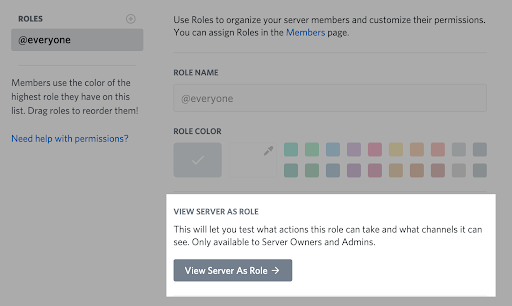 ROLES
@everyone
Members use the color of the
highest role they have on this
list. Drag roles to reorder them!
Need help with permissions?
Use Roles to organize your server members and customize their permissions.
You can assign Roles in the Members page.
ROLE NAME
@everyone
ROLE COLOR
VIEW SERVER AS ROLE
This will let you test what actions this role can take and what channels it can
see. Only available to Server Owners and Admins.
View Server As Role →